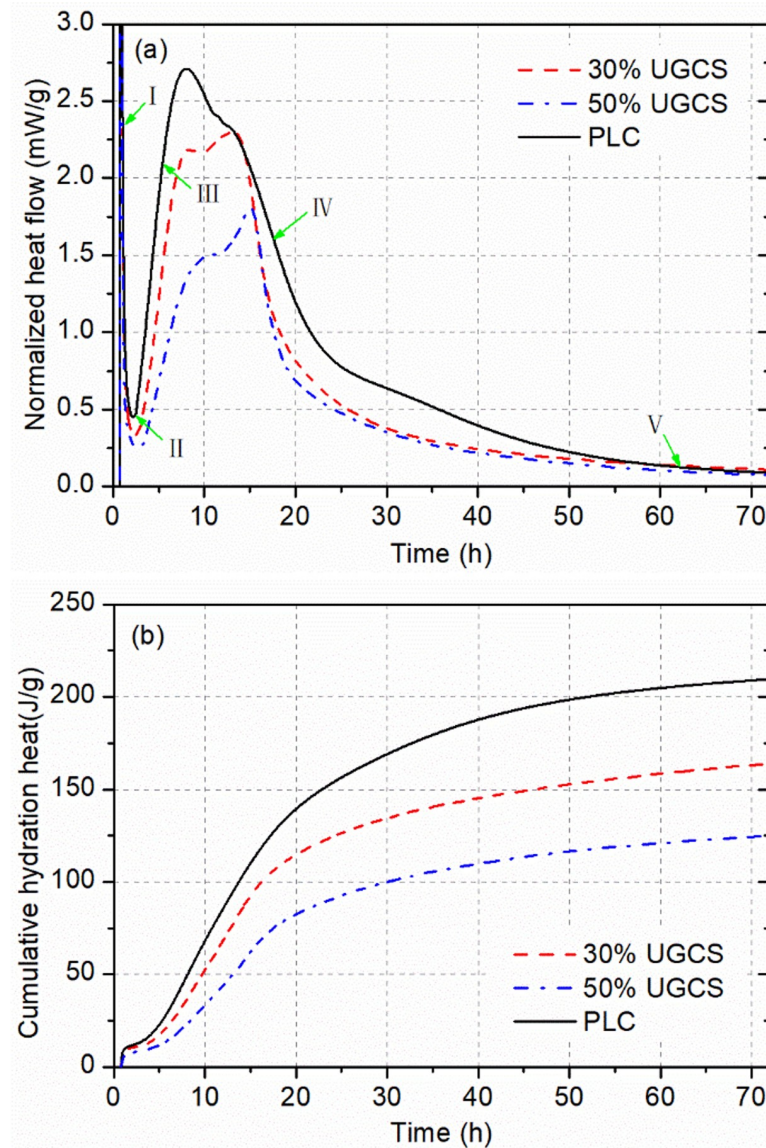 (a)
30% UGCS
50% UGCS
PLC
I
II
III
IV
V
Normalized heat flow (mW/g)
3.0
2.5
2.0
1.5
1.0
0.5
0.0
0 10 20 30 40 50 60 70
Time (h)
(b)
Cumulative hydration heat(J/g)
250
200
150
100
50
0
30% UGCS
50% UGCS
PLC
0 10 20 30 40 50 60 70
Time (h)